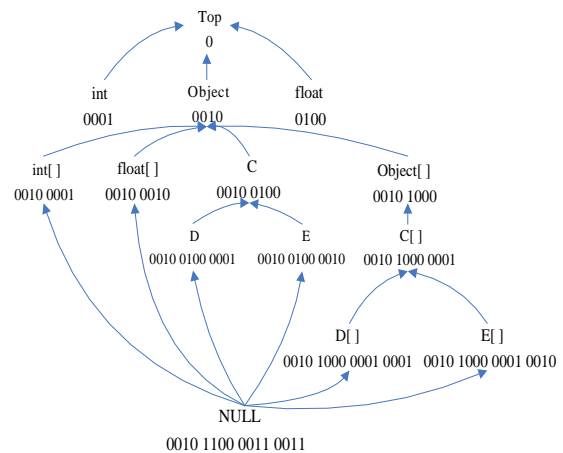 Top
0
int
Object
float
0001
0010
0100
int[ ]
float[ ]
C
Object[ ]
0010 0001
0010 0010
0010 0100
0010 1000
D
E
C[ ]
0010 0100 0001
0010 0100 0010
0010 1000 0001
D[ ]
E[ ]
0010 1000 0001 0001
0010 1000 0001 0010
NULL
0010 1100 0011 0011